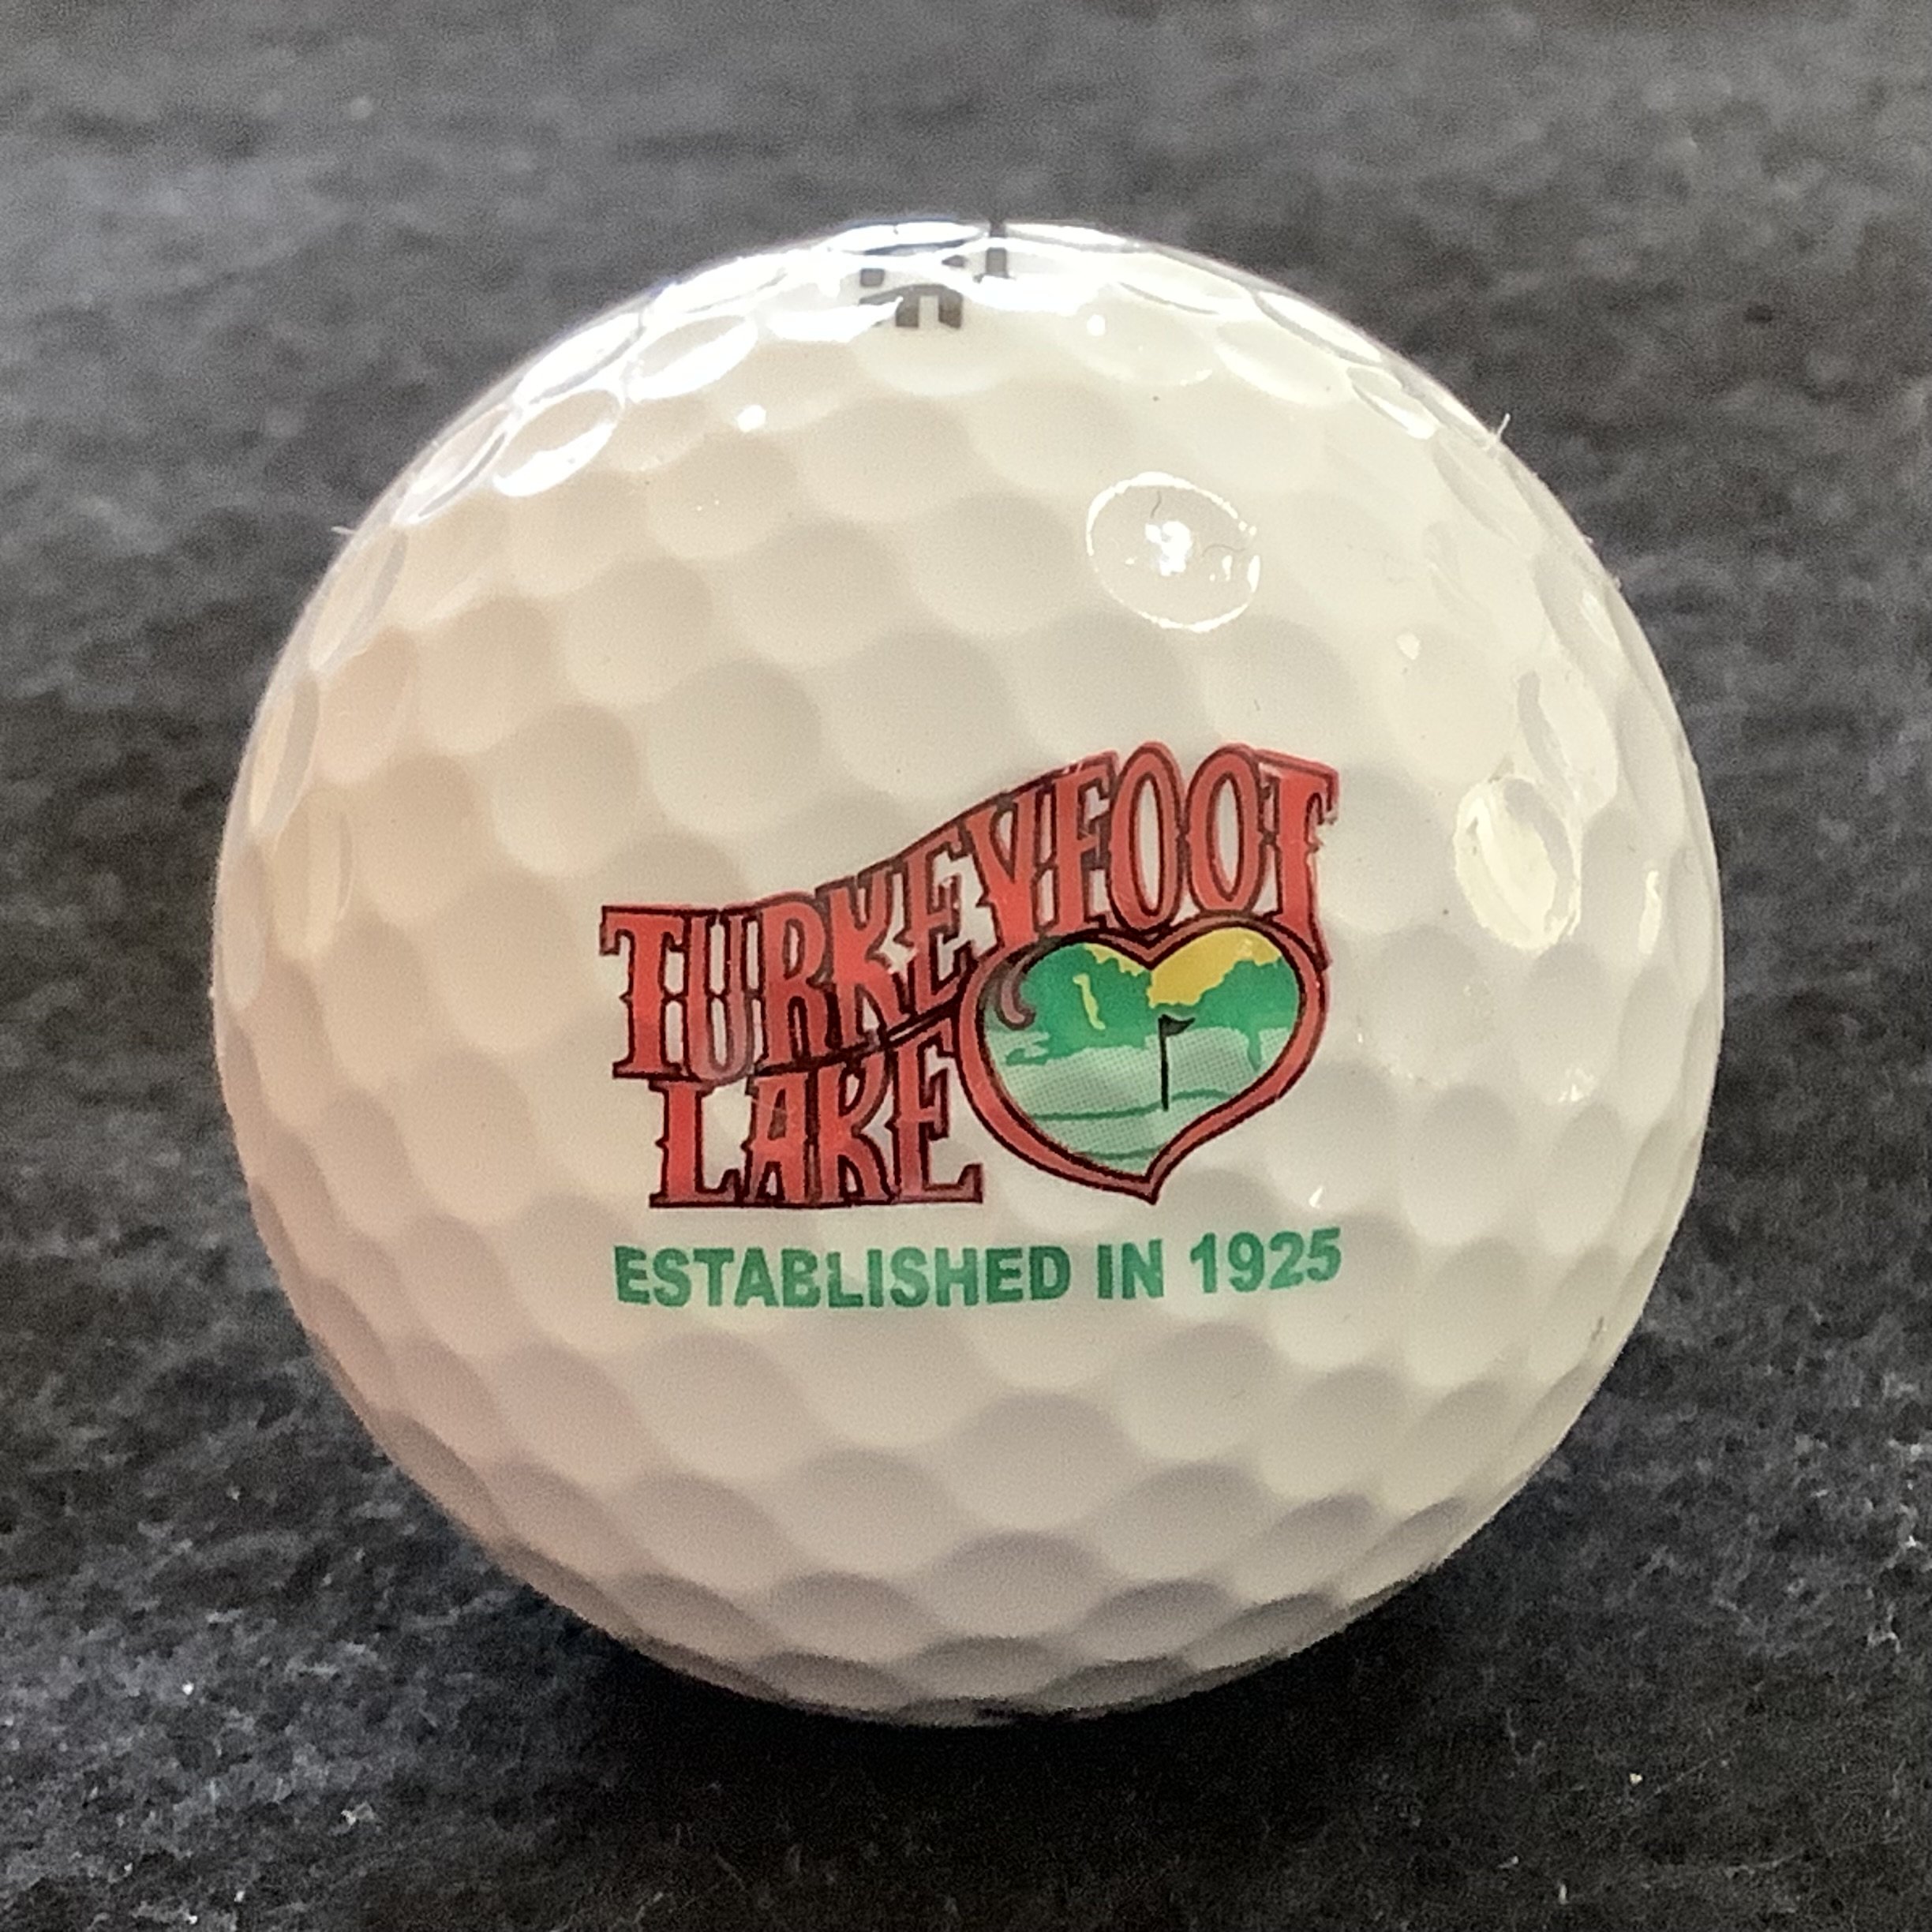 TURKEYFOOT
LAKE
ESTABLISHED IN 1925